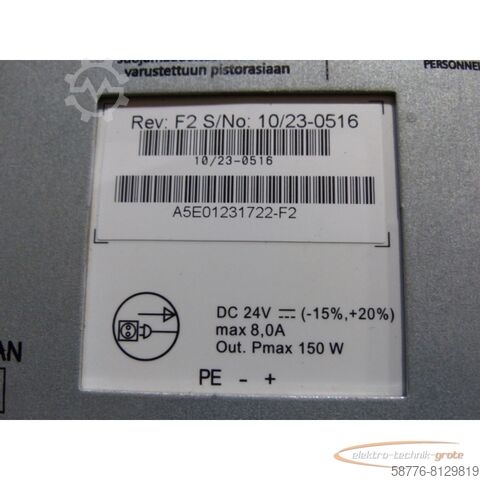 suojamaadoitus
varustettuun pistorasiaan
PERSONNEL
Rev: F2 S/No: 10/23-0516
10/23-0516
A5E01231722-F2
DC 24V ⎓ (-15%,+20%)
max 8,0A
Out. Pmax 150 W
PE - +
AN
elektro-technik-grote
58776-8129819